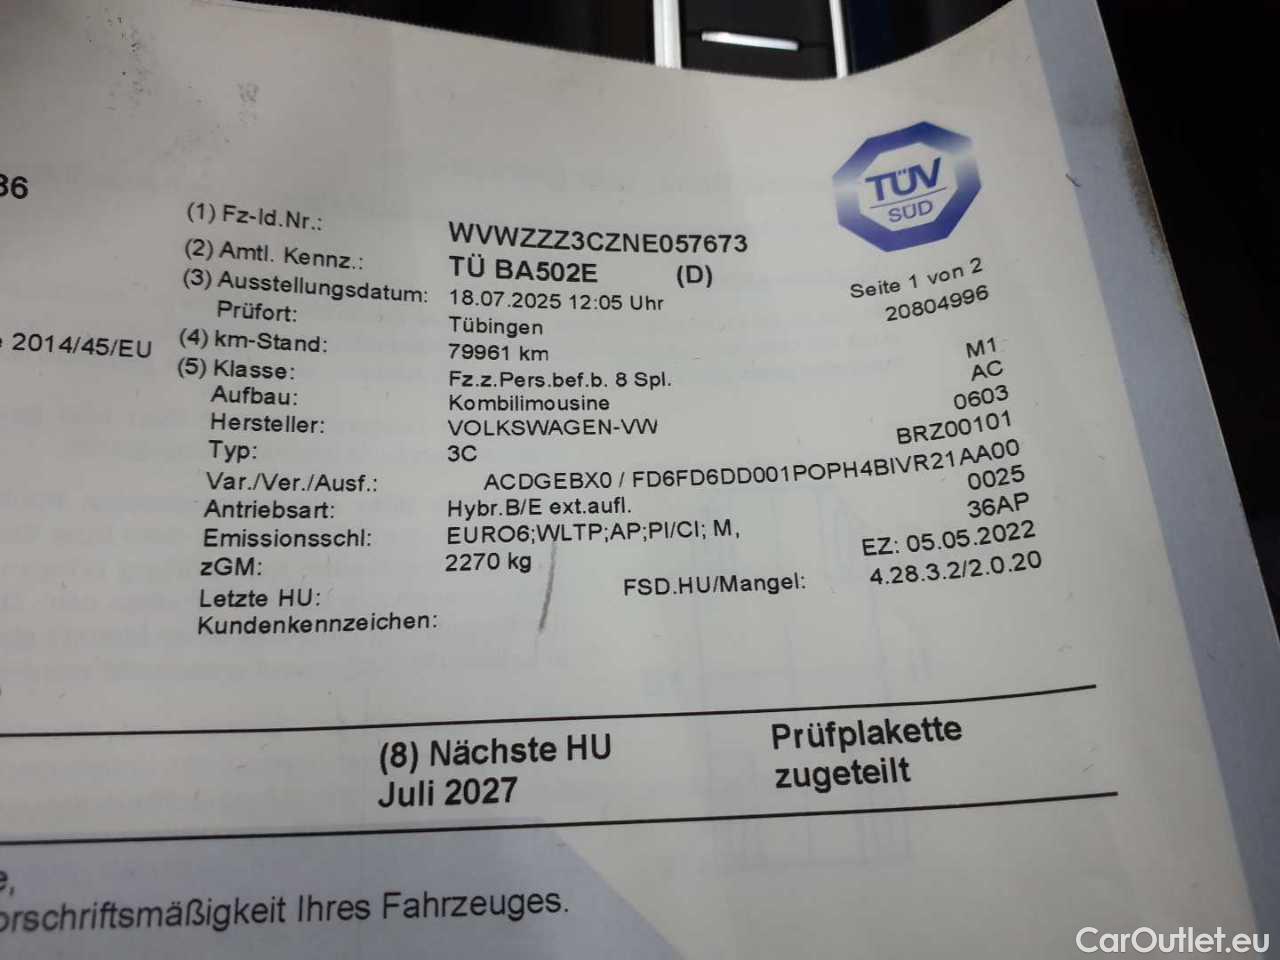 TÜV
SÜD
36
(1) Fz-Id.Nr.: WVWZZZ3CZNE057673
(2) Amtl. Kennz.: TÜ BA502E (D)
Seite 1 von 2
(3) Ausstellungsdatum: 18.07.2025 12:05 Uhr 20804996
Prüfort: Tübingen
2014/45/EU
(4) km-Stand: 79961 km
(5) Klasse: Fz.z.Pers.bef.b. 8 Spl. M1
Aufbau: Kombilimousine AC
Hersteller: VOLKSWAGEN-VW 0603
Typ: 3C BRZ00101
Var./Ver./Ausf.: ACDGEBX0 / FD6FD6DD001POPH4BIVR21AA00
Antriebsart: Hybr.B/E ext.aufl. 0025
Emissionsschl: EURO6;WLTP;AP;PI/CI; M, 36AP
zGM: 2270 kg EZ: 05.05.2022
Letzte HU: FSD.HU/Mangel: 4.28.3.2/2.0.20
Kundenkennzeichen:
(8) Nächste HU Prüfplakette
Juli 2027 zugeteilt
e,
orschriftsmäßigkeit Ihres Fahrzeuges.
CarOutlet.eu